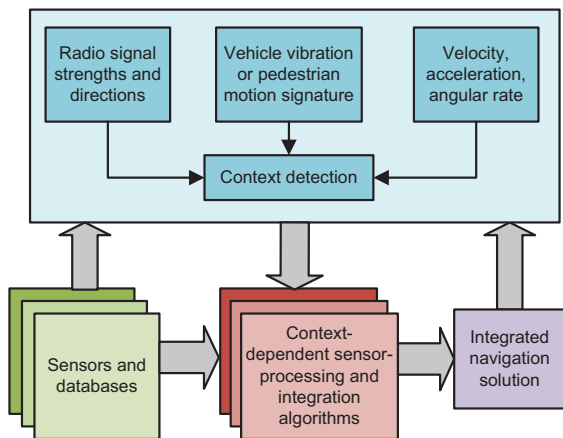 Radio signal
strengths and
directions
Vehicle vibration
or pedestrian
motion signature
Velocity,
acceleration,
angular rate
Context detection
Sensors and
databases
Context-
dependent sensor-
processing and
integration
algorithms
Integrated
navigation
solution